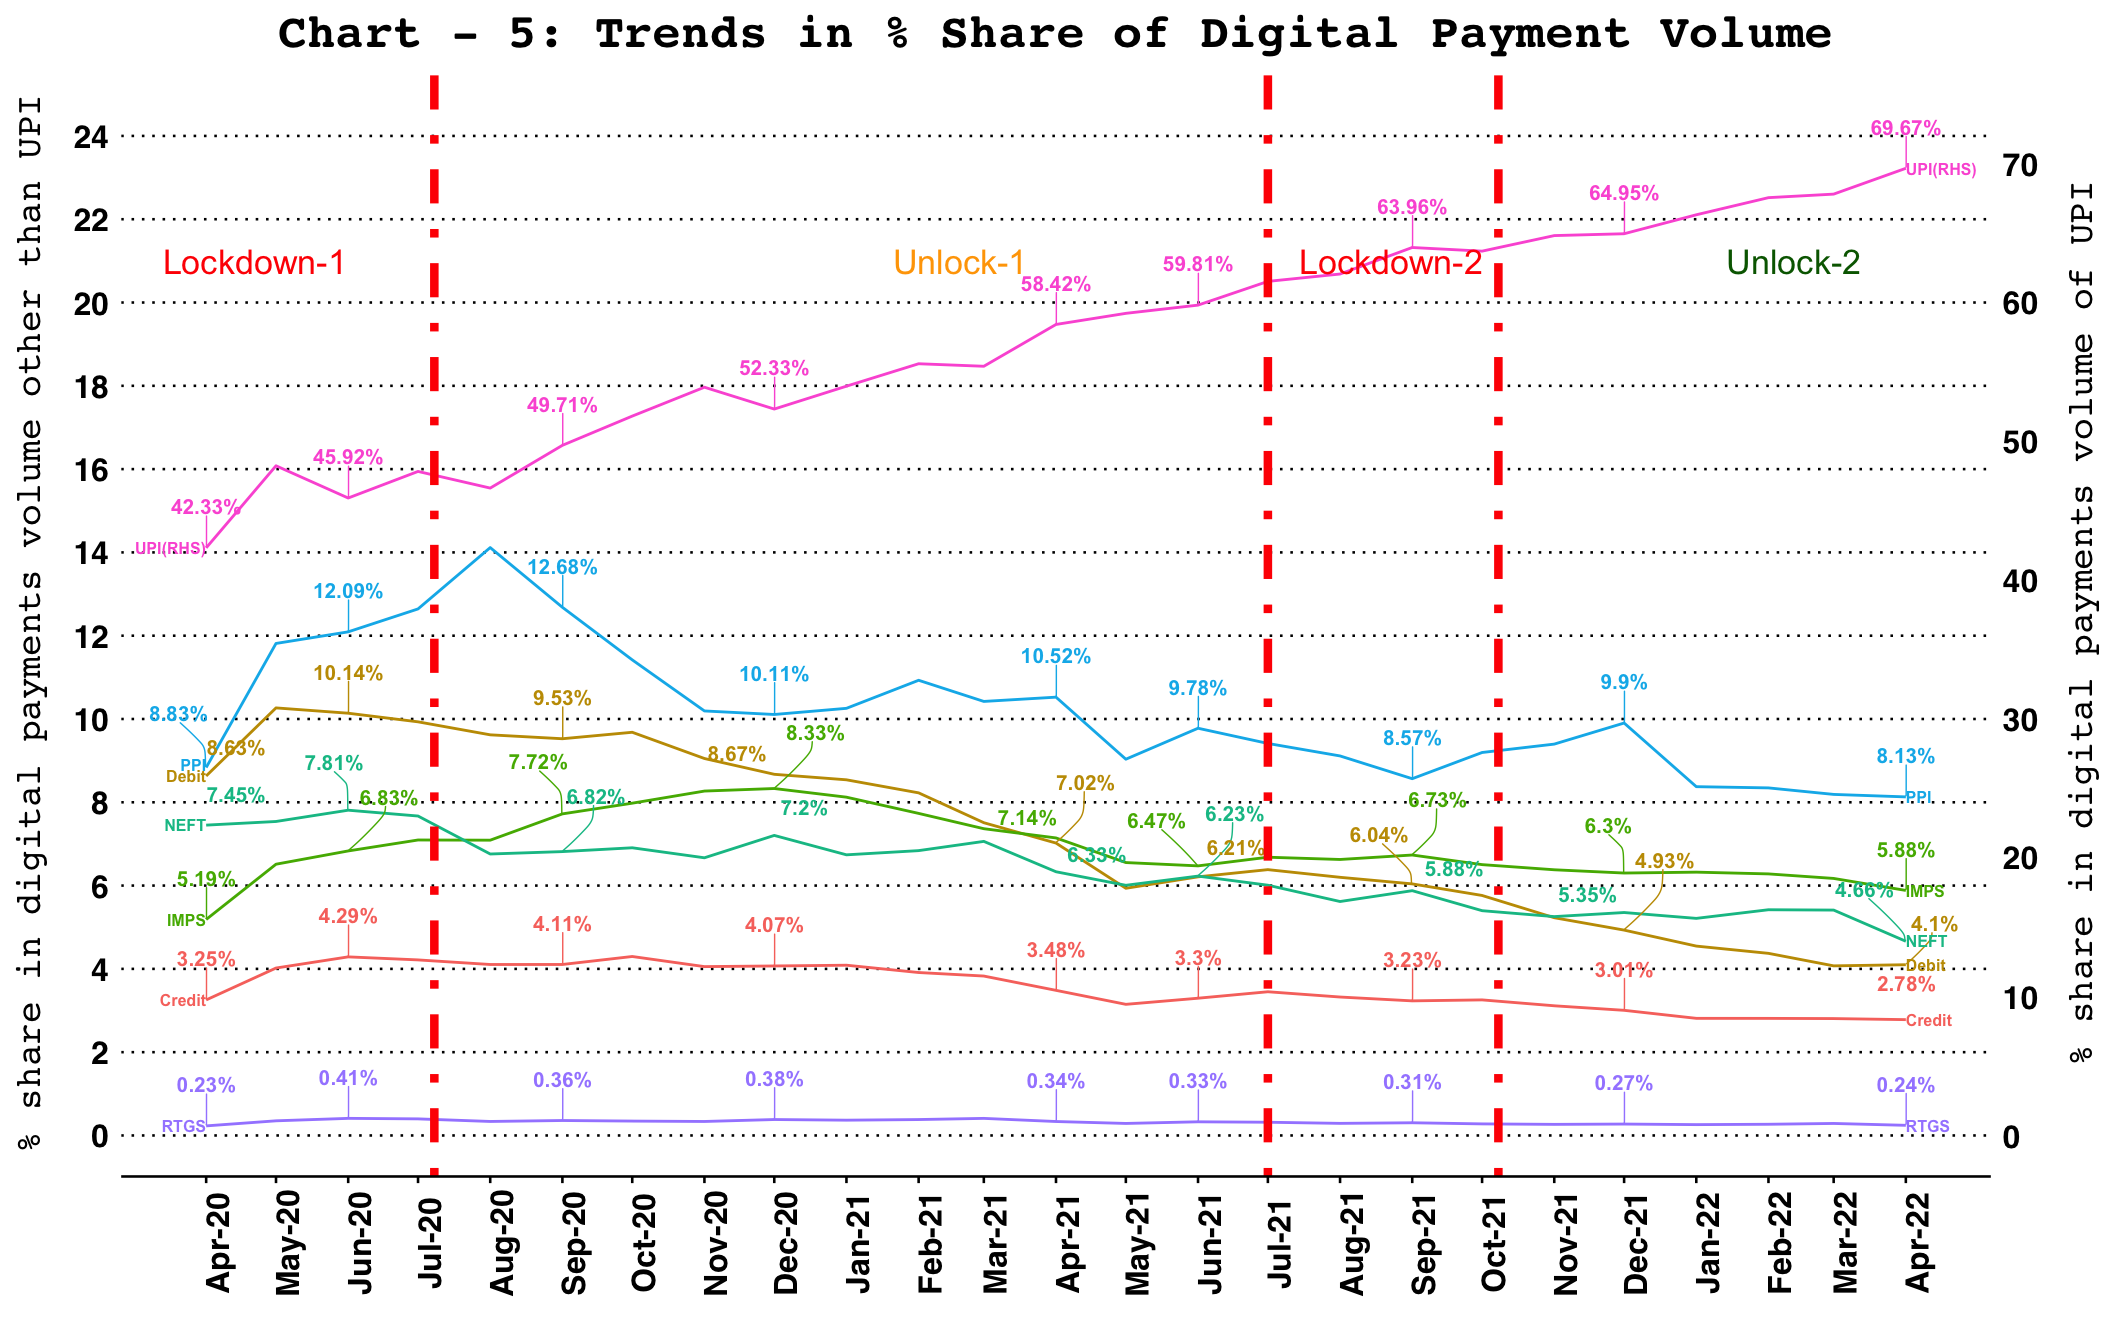 Chart - 5: Trends in % Share of Digital Payment Volume
% share in digital payments volume other than UPI
24
22
20
18
16
14
12
10
8
6
4
2
0
Lockdown-1
Unlock-1
Lockdown-2
Unlock-2
UPI(RHS)
42.33%
45.92%
49.71%
52.33%
58.42%
59.81%
63.96%
64.95%
69.67%
UPI(RHS)
PPI
8.83%
12.09%
12.68%
10.11%
10.52%
9.78%
8.57%
9.9%
8.13%
PPI
Debit
8.63%
10.14%
9.53%
8.67%
7.02%
6.21%
6.04%
4.93%
4.1%
Debit
NEFT
7.45%
7.81%
6.82%
7.2%
6.33%
6.23%
5.88%
5.35%
4.66%
NEFT
IMPS
5.19%
6.83%
7.72%
8.33%
7.14%
6.47%
6.73%
6.3%
5.88%
IMPS
Credit
3.25%
4.29%
4.11%
4.07%
3.48%
3.3%
3.23%
3.01%
2.78%
Credit
RTGS
0.23%
0.41%
0.36%
0.38%
0.34%
0.33%
0.31%
0.27%
0.24%
RTGS
70
60
50
40
30
20
10
0
% share in digital payments volume of UPI
Apr-20
May-20
Jun-20
Jul-20
Aug-20
Sep-20
Oct-20
Nov-20
Dec-20
Jan-21
Feb-21
Mar-21
Apr-21
May-21
Jun-21
Jul-21
Aug-21
Sep-21
Oct-21
Nov-21
Dec-21
Jan-22
Feb-22
Mar-22
Apr-22